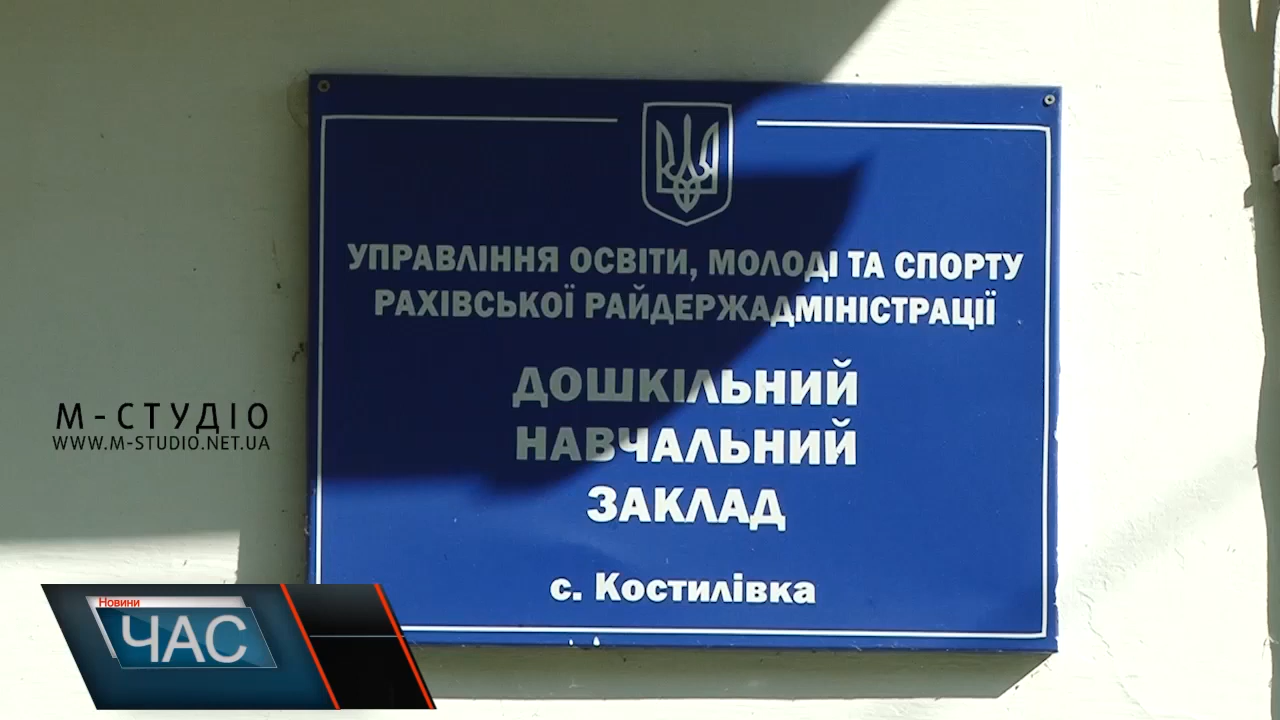 УПРАВЛІННЯ ОСВІТИ, МОЛОДІ ТА СПОРТУ
РАХІВСЬКОЇ РАЙДЕРЖАДМІНІСТРАЦІЇ
ДОШКІЛЬНИЙ
НАВЧАЛЬНИЙ
ЗАКЛАД
с. Костилівка
М-СТУДІО
WWW.M-STUDIO.NET.UA
Новини
ЧАС